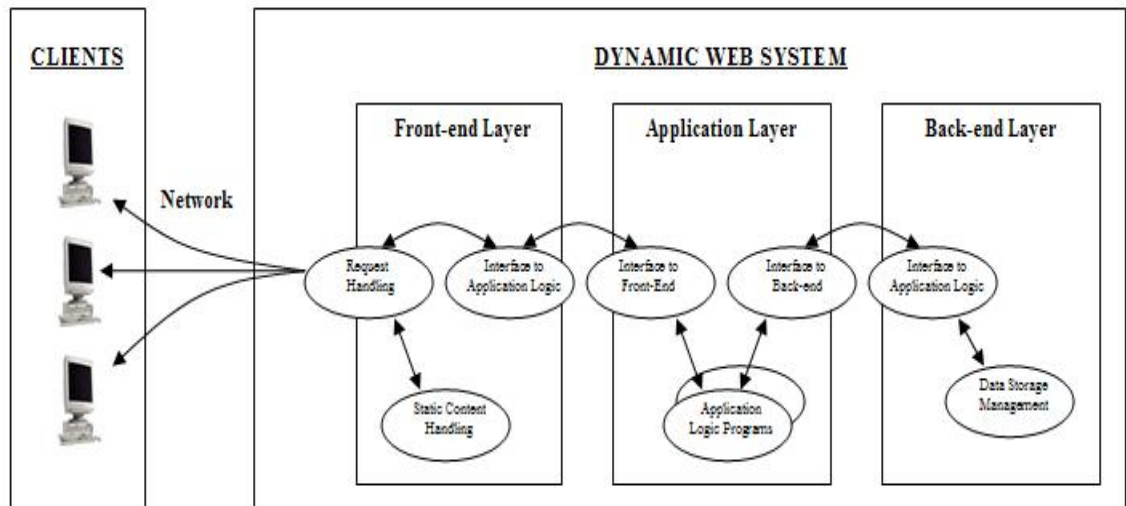 CLIENTS
DYNAMIC WEB SYSTEM
Front-end Layer
Application Layer
Back-end Layer
Network
Request
Handling
Interface to
Application Logic
Interface to
Front-End
Interface to
Back-end
Interface to
Application Logic
Static Content
Handling
Application
Logic Programs
Data Storage
Management